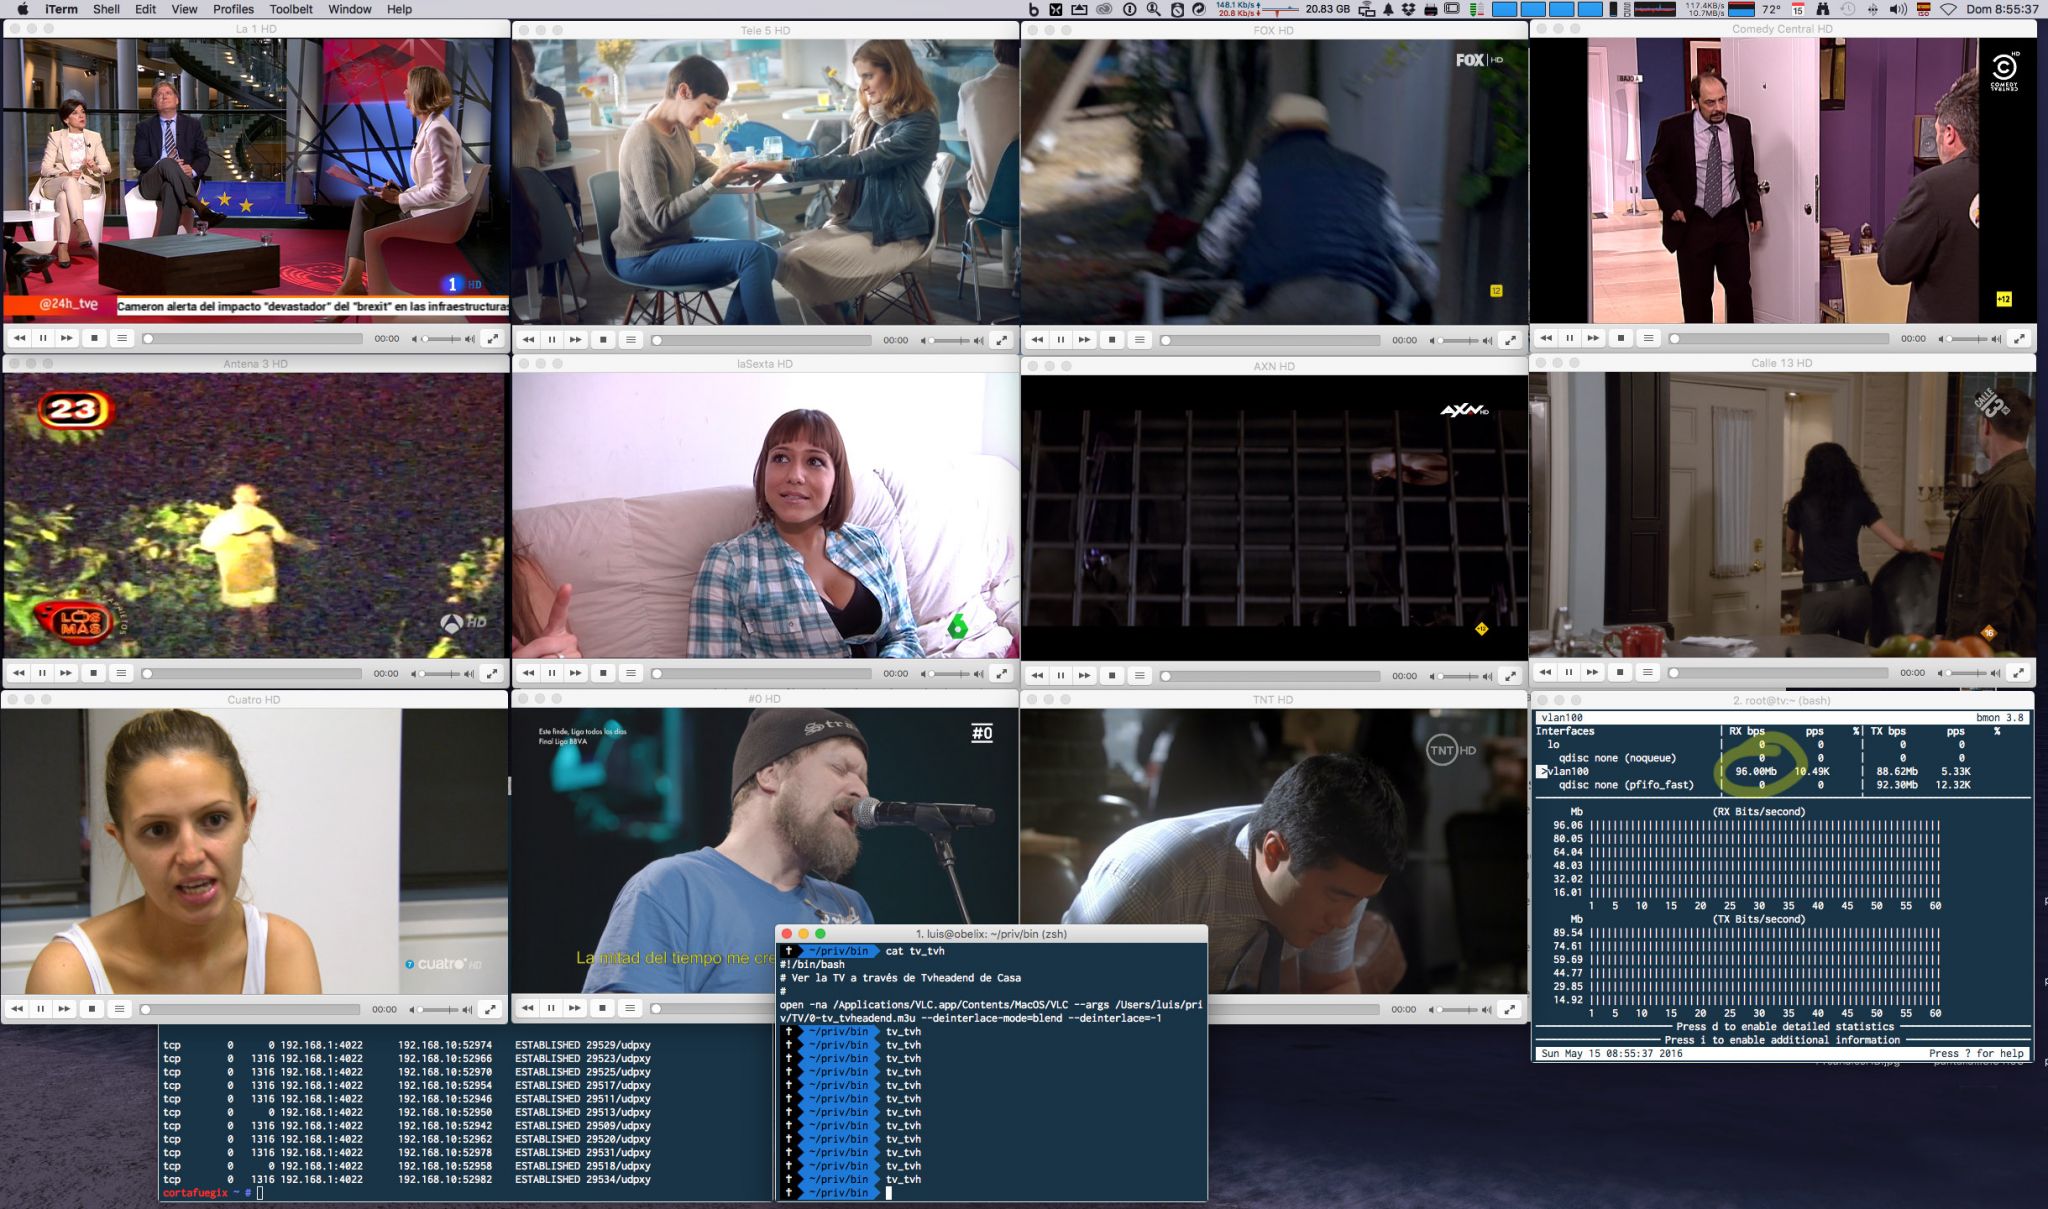 iTerm Shell Edit View Profiles Toolbelt Window Help
148.1 Kb/s
20.8 Kb/s
20.83 GB
117.4KB/s
10.7MB/s
72°
15
ISO
Dom 8:55:37
La 1 HD
@24h_tve
Cameron alerta del impacto "devastador" del "brexit" en las infraestructuras
1 HD
00:00
Tele 5 HD
00:00
FOX HD
FOX HD
12
00:00
Comedy Central HD
BAJO A
HD
COMEDY
CENTRAL
+12
00:00
Antena 3 HD
23
LOS
MAS
HD
00:00
laSexta HD
6
00:00
AXN HD
AXN HD
+12
00:00
Calle 13 HD
CALLE
13
16
00:00
Cuatro HD
7 cuatro HD
00:00
#0 HD
Este finde, Liga todos los días
Final Liga BBVA
#0
La mitad del tiempo me cre
TNT HD
TNT HD
00:00
2. root@tv:~ (bash)
vlan100 bmon 3.8
Interfaces | RX bps pps %| TX bps pps %
lo | 0 0 | 0 0
qdisc none (noqueue) | 0 0 | 0 0
>vlan100 | 96.00Mb 10.49K | 88.62Mb 5.33K
qdisc none (pfifo_fast) | 0 0 | 92.30Mb 12.32K
Mb (RX Bits/second)
96.06
80.05
64.04
48.03
32.02
16.01
1 5 10 15 20 25 30 35 40 45 50 55 60
Mb (TX Bits/second)
89.54
74.61
59.69
44.77
29.85
14.92
1 5 10 15 20 25 30 35 40 45 50 55 60
Press d to enable detailed statistics
Press i to enable additional information
Sun May 15 08:55:37 2016 Press ? for help
1. luis@obelix: ~/priv/bin (zsh)
~/priv/bin cat tv_tvh
#!/bin/bash
# Ver la TV a través de Tvheadend de Casa
#
open -na /Applications/VLC.app/Contents/MacOS/VLC --args /Users/luis/pri
v/TV/0-tv_tvheadend.m3u --deinterlace-mode=blend --deinterlace=-1
~/priv/bin tv_tvh
~/priv/bin tv_tvh
~/priv/bin tv_tvh
~/priv/bin tv_tvh
~/priv/bin tv_tvh
~/priv/bin tv_tvh
~/priv/bin tv_tvh
~/priv/bin tv_tvh
~/priv/bin tv_tvh
~/priv/bin tv_tvh
~/priv/bin tv_tvh
~/priv/bin tv_tvh
~/priv/bin
tcp 0 0 192.168.1:4022 192.168.10:52974 ESTABLISHED 29529/udpxy
tcp 0 1316 192.168.1:4022 192.168.10:52966 ESTABLISHED 29523/udpxy
tcp 0 1316 192.168.1:4022 192.168.10:52970 ESTABLISHED 29525/udpxy
tcp 0 1316 192.168.1:4022 192.168.10:52954 ESTABLISHED 29517/udpxy
tcp 0 1316 192.168.1:4022 192.168.10:52946 ESTABLISHED 29511/udpxy
tcp 0 0 192.168.1:4022 192.168.10:52950 ESTABLISHED 29513/udpxy
tcp 0 1316 192.168.1:4022 192.168.10:52942 ESTABLISHED 29509/udpxy
tcp 0 1316 192.168.1:4022 192.168.10:52962 ESTABLISHED 29520/udpxy
tcp 0 1316 192.168.1:4022 192.168.10:52978 ESTABLISHED 29531/udpxy
tcp 0 0 192.168.1:4022 192.168.10:52958 ESTABLISHED 29518/udpxy
tcp 0 1316 192.168.1:4022 192.168.10:52982 ESTABLISHED 29534/udpxy
cortafuegix ~ #